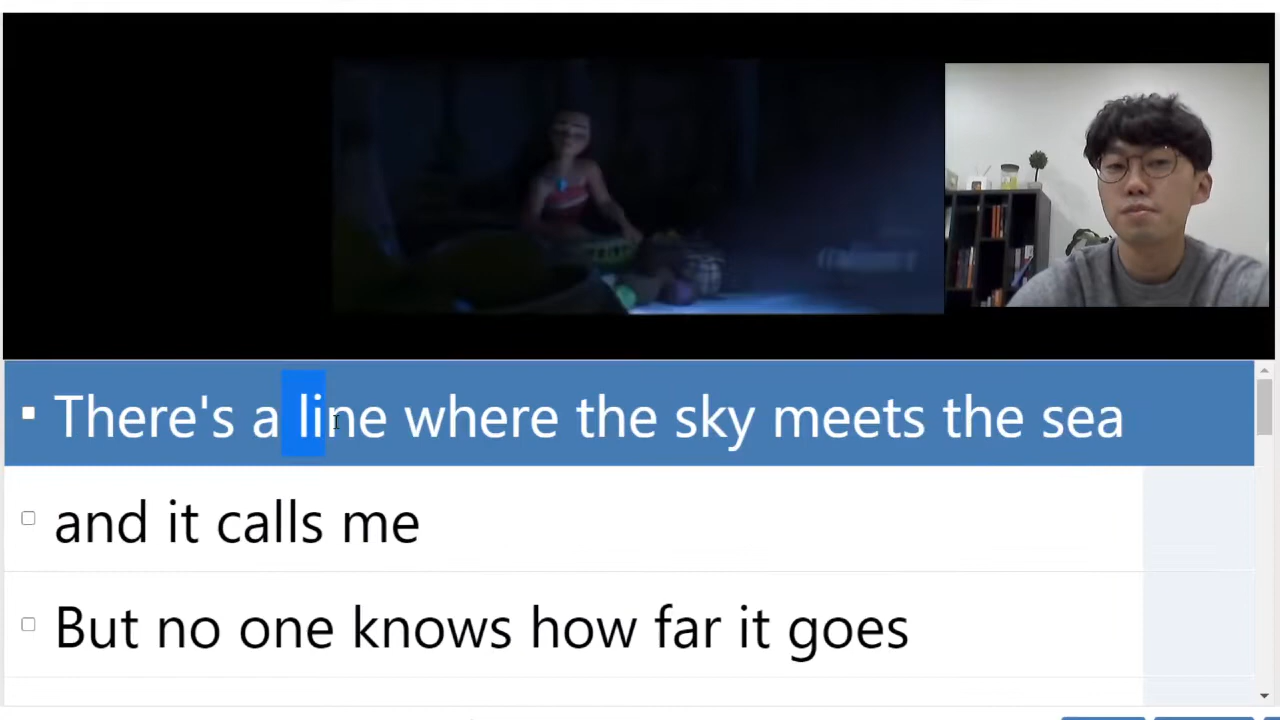 There's a line where the sky meets the sea
and it calls me
But no one knows how far it goes